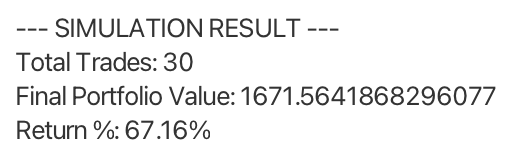 --- SIMULATION RESULT ---
Total Trades: 30
Final Portfolio Value: 1671.5641868296077
Return %: 67.16%